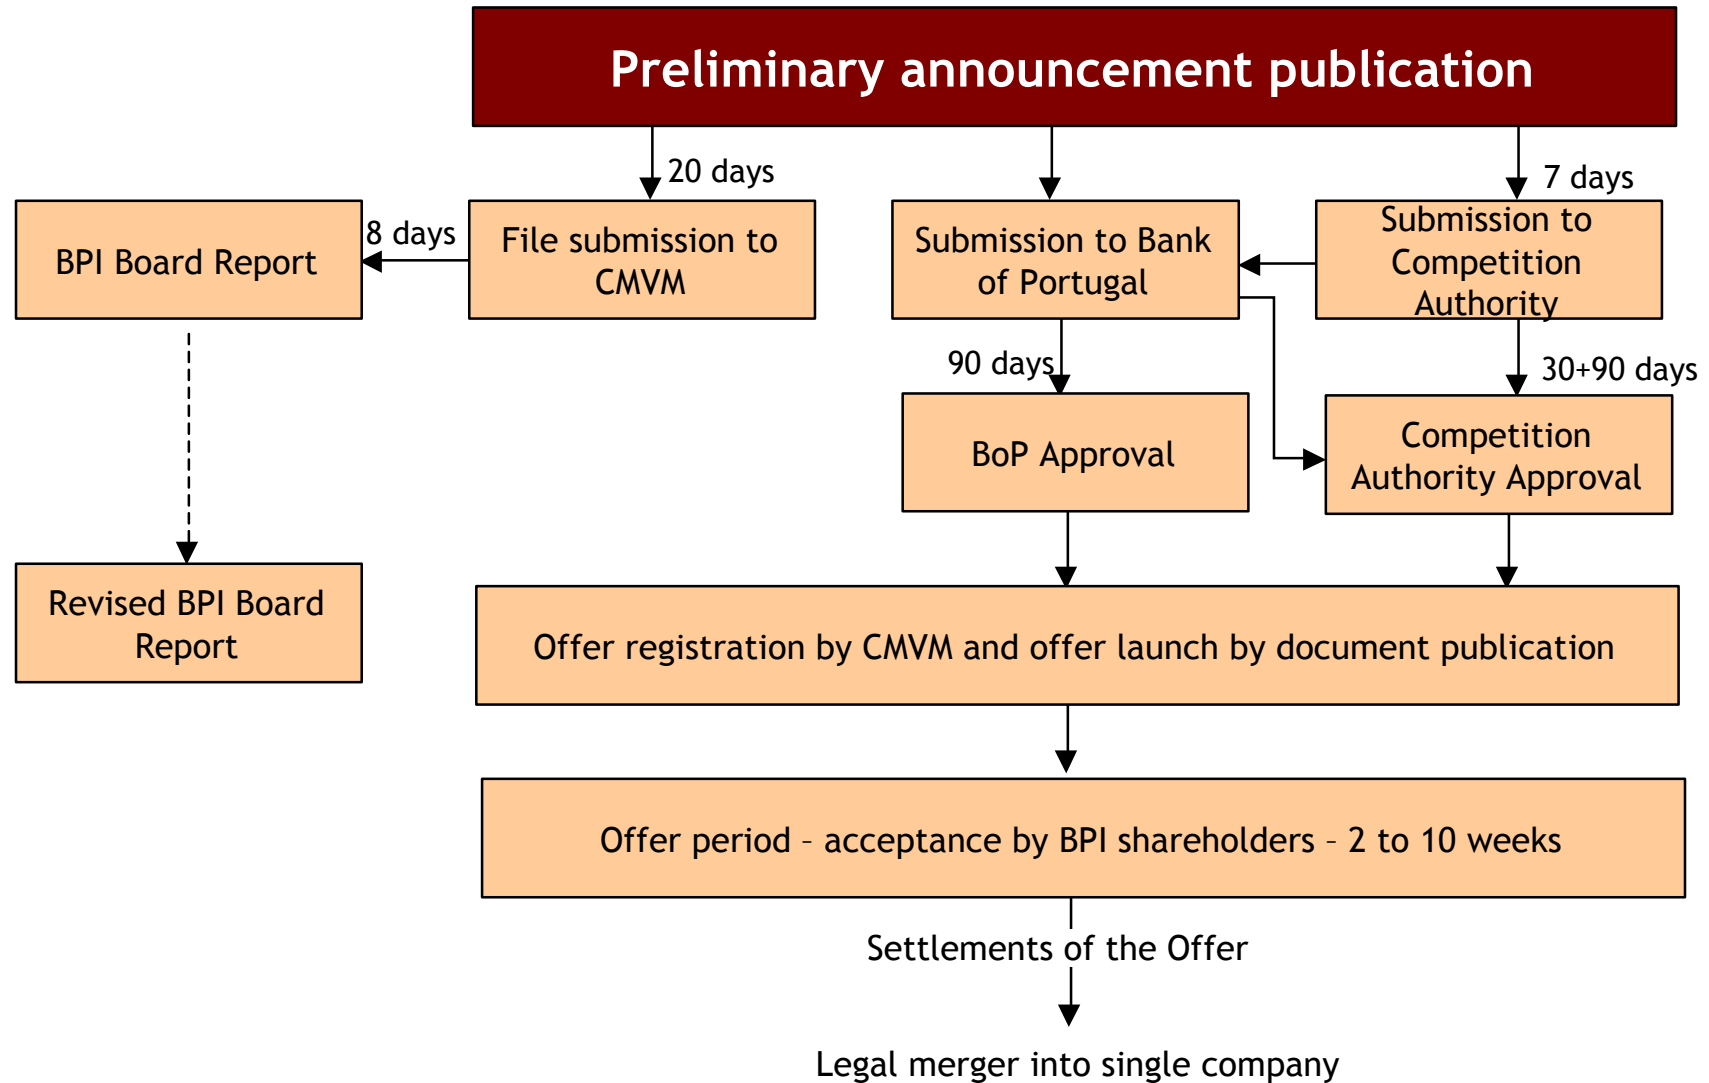 Preliminary announcement publication
20 days
7 days
8 days
BPI Board Report
File submission to
CMVM
Submission to Bank
of Portugal
Submission to
Competition
Authority
90 days
30+90 days
BoP Approval
Competition
Authority Approval
Revised BPI Board
Report
Offer registration by CMVM and offer launch by document publication
Offer period – acceptance by BPI shareholders – 2 to 10 weeks
Settlements of the Offer
Legal merger into single company